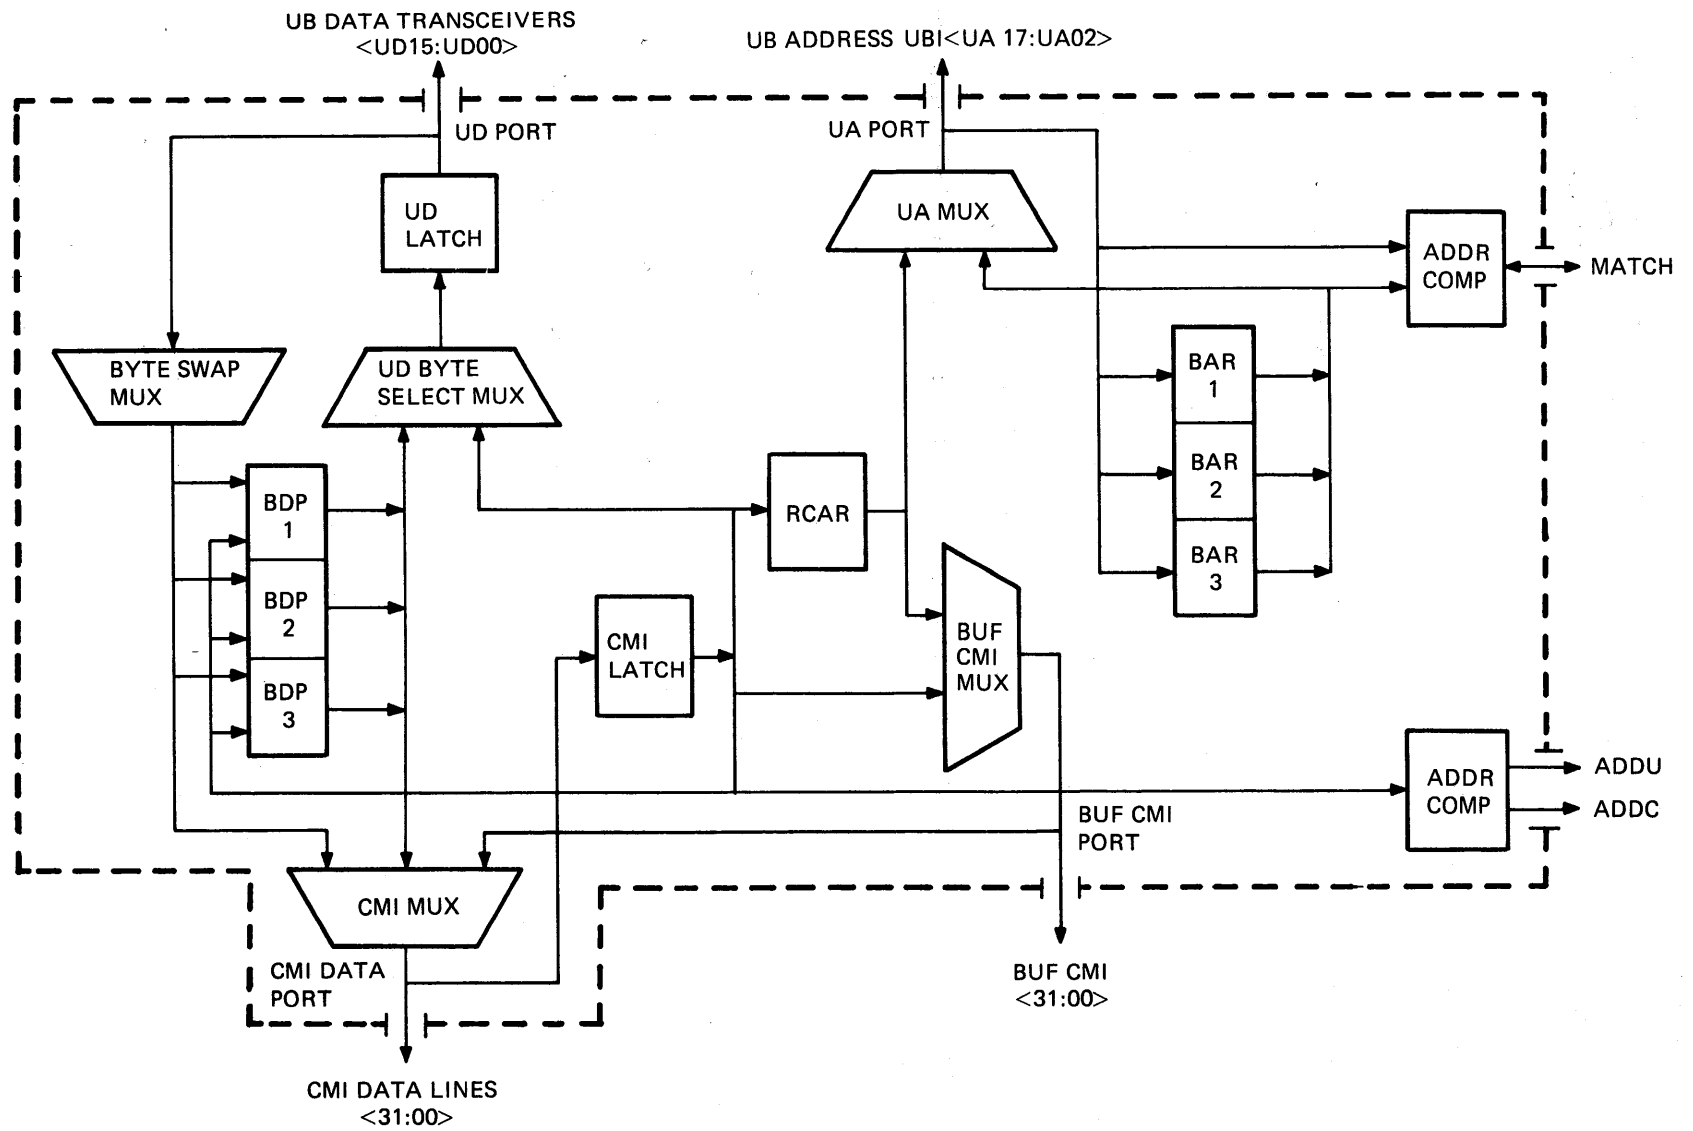 UB DATA TRANSCEIVERS
<UD15:UD00>
UB ADDRESS UBI<UA 17:UA02>
UD PORT
UA PORT
UD
LATCH
UA MUX
ADDR
COMP
MATCH
BYTE SWAP
MUX
UD BYTE
SELECT MUX
BAR
1
BAR
2
BAR
3
BDP
1
BDP
2
BDP
3
RCAR
CMI
LATCH
BUF
CMI
MUX
ADDR
COMP
ADDU
ADDC
BUF CMI
PORT
CMI MUX
CMI DATA
PORT
BUF CMI
<31:00>
CMI DATA LINES
<31:00>